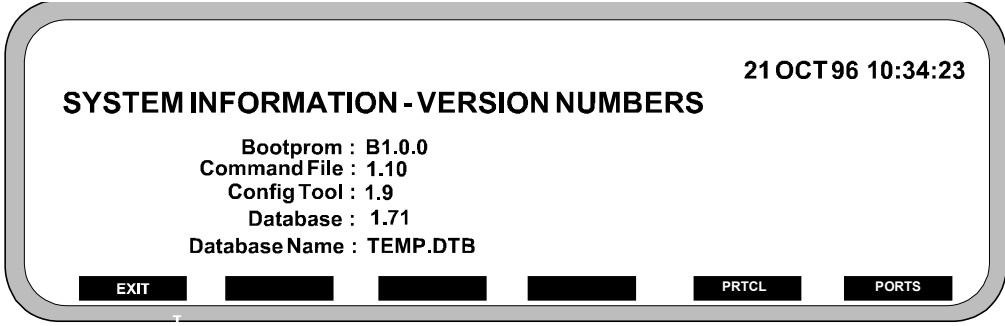 21 OCT 96 10:34:23
SYSTEM INFORMATION - VERSION NUMBERS
Bootprom : B1.0.0
Command File : 1.10
Config Tool : 1.9
Database : 1.71
Database Name : TEMP.DTB
EXIT PRTCL PORTS
T